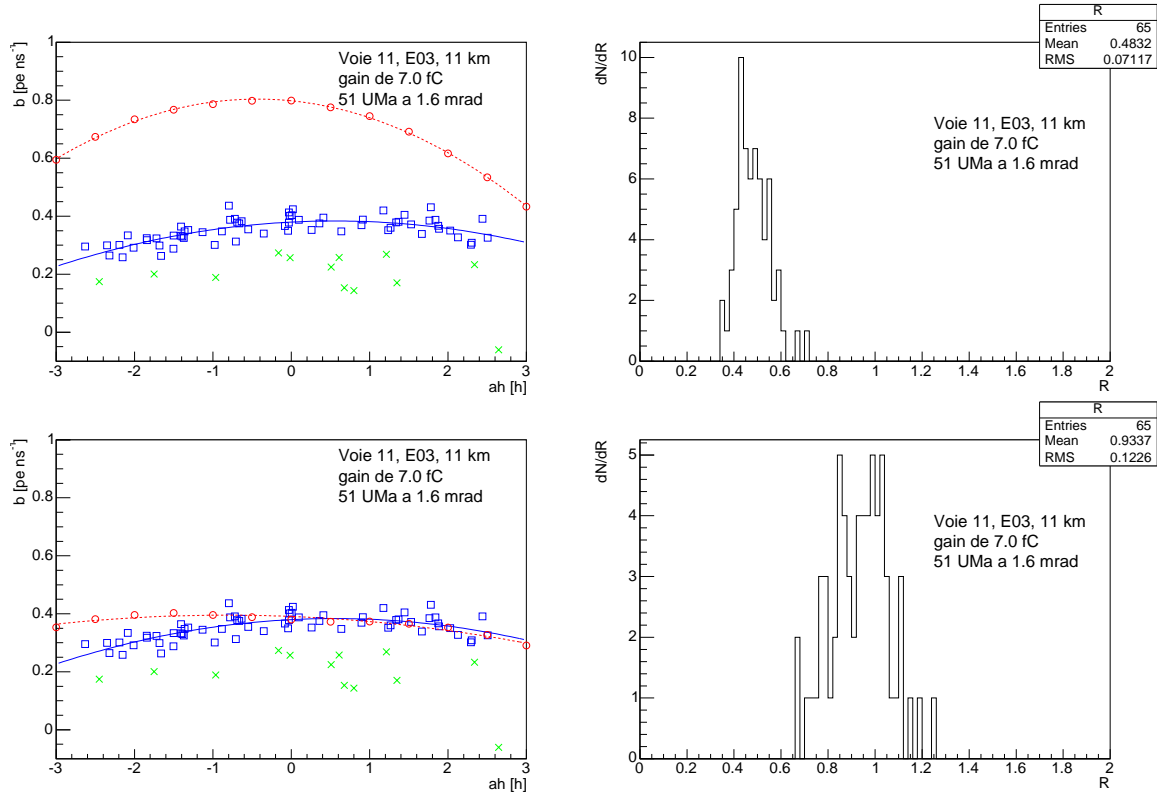 b [pe ns-1]
1
0.8
0.6
0.4
0.2
0
Voie 11, E03, 11 km
gain de 7.0 fC
51 UMa a 1.6 mrad
-3 -2 -1 0 1 2 3
ah [h]
R
Entries 65
Mean 0.4832
RMS 0.07117
dN/dR
10
8
6
4
2
0
Voie 11, E03, 11 km
gain de 7.0 fC
51 UMa a 1.6 mrad
0 0.2 0.4 0.6 0.8 1 1.2 1.4 1.6 1.8 2
R
b [pe ns-1]
1
0.8
0.6
0.4
0.2
0
Voie 11, E03, 11 km
gain de 7.0 fC
51 UMa a 1.6 mrad
-3 -2 -1 0 1 2 3
ah [h]
R
Entries 65
Mean 0.9337
RMS 0.1226
dN/dR
5
4
3
2
1
0
Voie 11, E03, 11 km
gain de 7.0 fC
51 UMa a 1.6 mrad
0 0.2 0.4 0.6 0.8 1 1.2 1.4 1.6 1.8 2
R